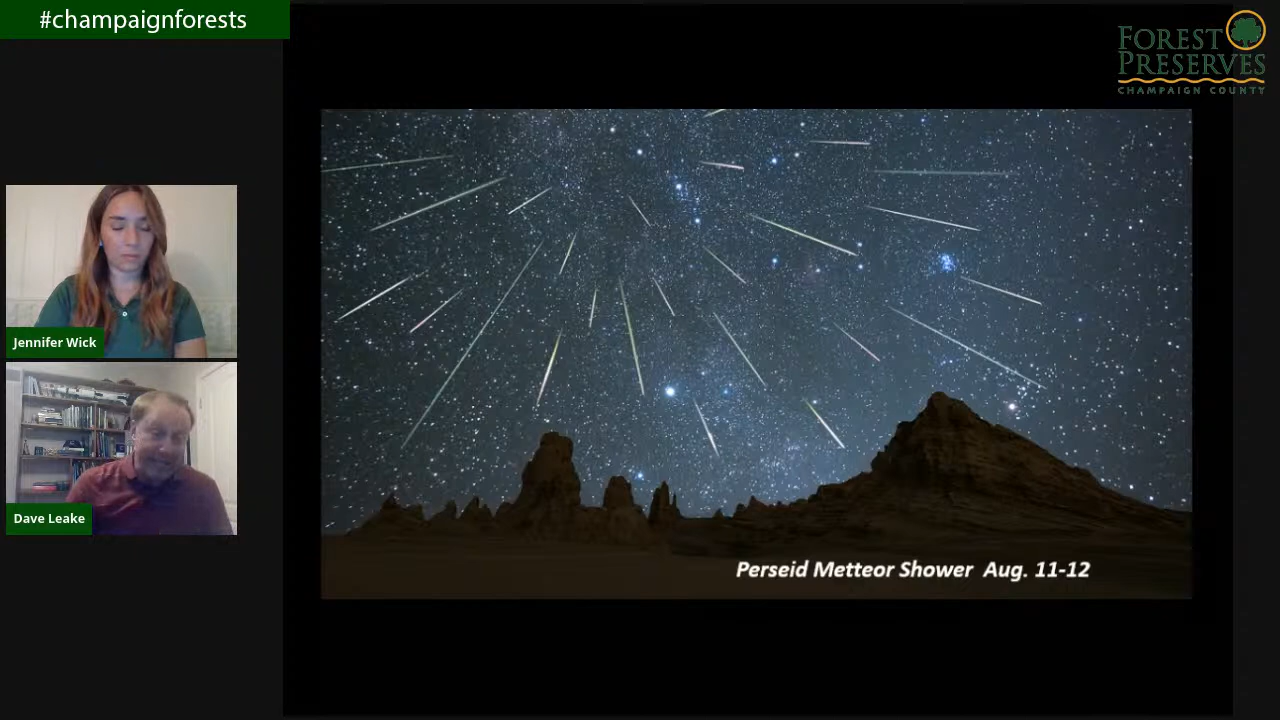 #champaignforests
FOREST
PRESERVES
CHAMPAIGN COUNTY
Jennifer Wick
Dave Leake
Perseid Metteor Shower Aug. 11-12